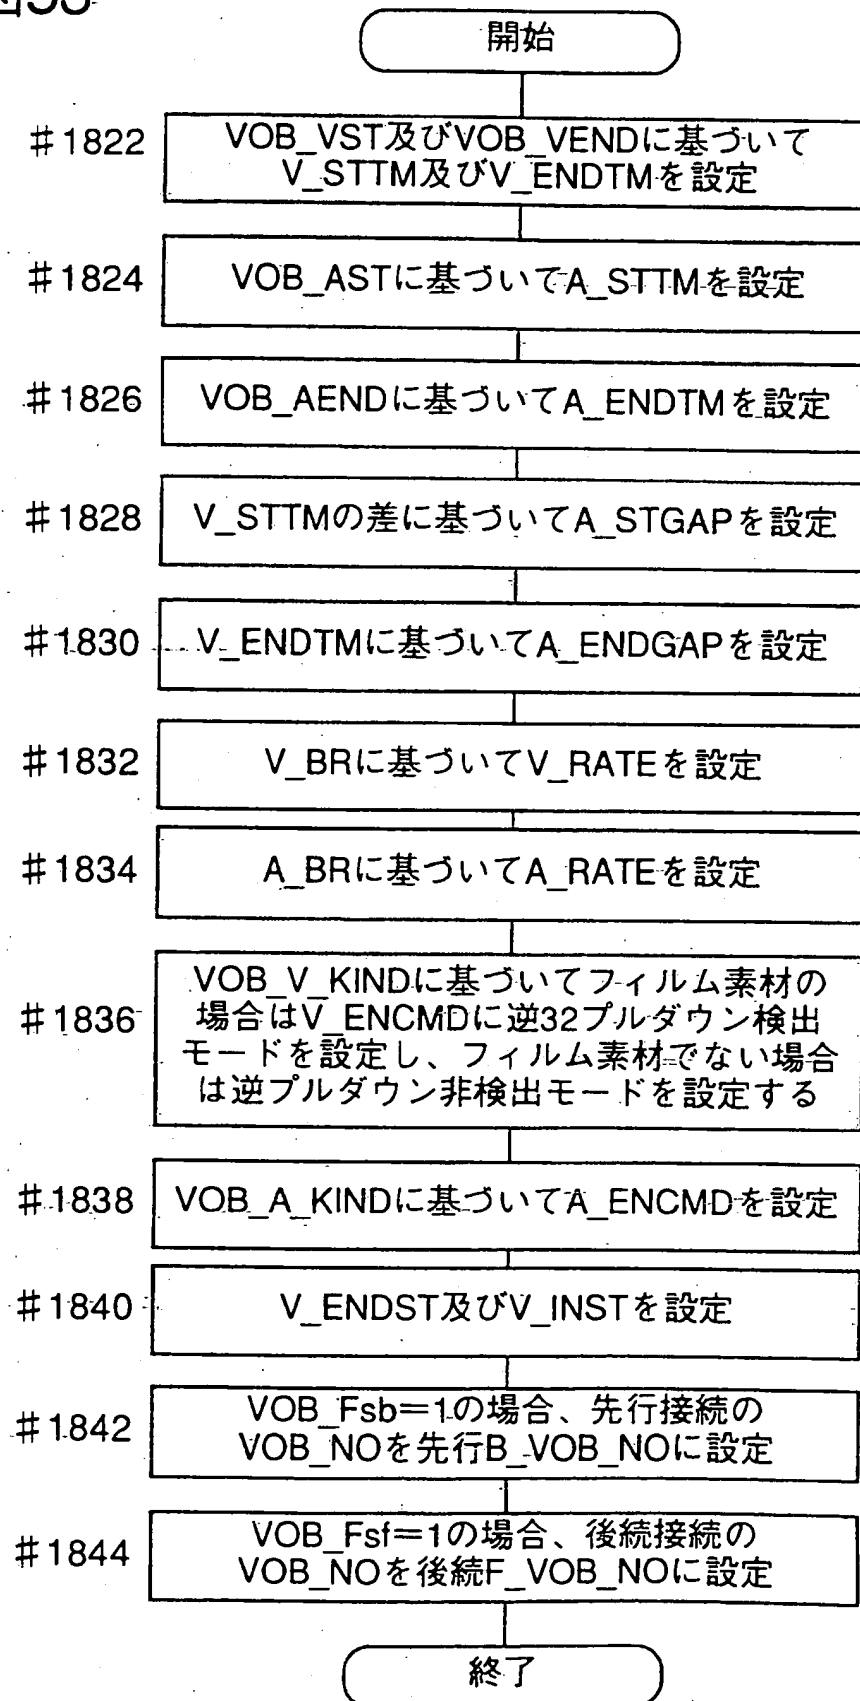 開始
#1822
VOB_VST及びVOB_VENDに基づいて
V_STTM及びV_ENDTMを設定
#1824
VOB_ASTに基づいてA_STTMを設定
#1826
VOB_AENDに基づいてA_ENDTMを設定
#1828
V_STTMの差に基づいてA_STGAPを設定
#1830
V_ENDTMに基づいてA_ENDGAPを設定
#1832
V_BRに基づいてV_RATEを設定
#1834
A_BRに基づいてA_RATEを設定
#1836
VOB_V_KINDに基づいてフィルム素材の
場合はV_ENCMDに逆32プルダウン検出
モードを設定し、フィルム素材でない場合
は逆プルダウン非検出モードを設定する
#1838
VOB_A_KINDに基づいてA_ENCMDを設定
#1840
V_ENDST及びV_INSTを設定
#1842
VOB_Fsb=1の場合、先行接続の
VOB_NOを先行B_VOB_NOに設定
#1844
VOB_Fsf=1の場合、後続接続の
VOB_NOを後続F_VOB_NOに設定
終了